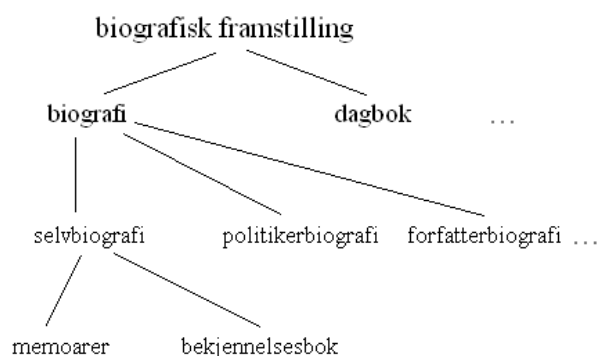 biografisk framstilling
biografi dagbok ...
selvbiografi politikerbiografi forfatterbiografi ...
memoarer bekjennelsesbok